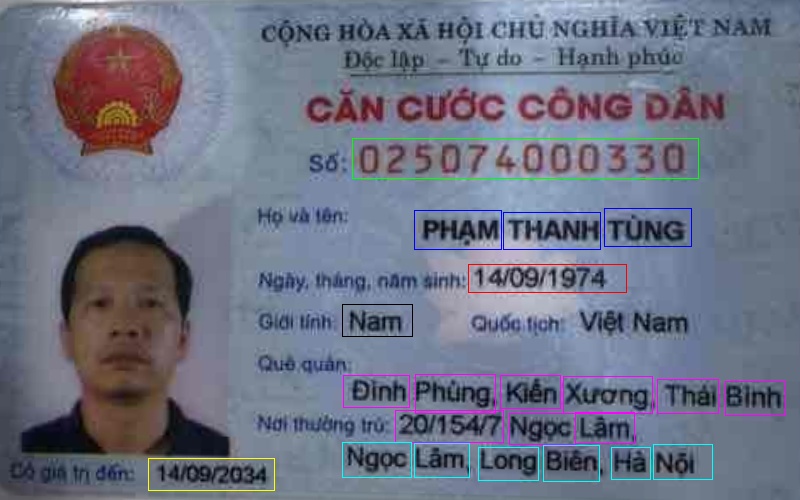 CỘNG HÒA XÃ HỘI CHỦ NGHĨA VIỆT NAM
Độc lập - Tự do - Hạnh phúc
CĂN CƯỚC CÔNG DÂN
Số: 025074000330
Họ và tên: PHẠM THANH TÙNG
Ngày, tháng, năm sinh: 14/09/1974
Giới tính: Nam Quốc tịch: Việt Nam
Quê quán:
Đình Phùng, Kiến Xương, Thái Bình
Nơi thường trú: 20/154/7 Ngọc Lâm,
Ngọc Lâm, Long Biên, Hà Nội
Có giá trị đến: 14/09/2034